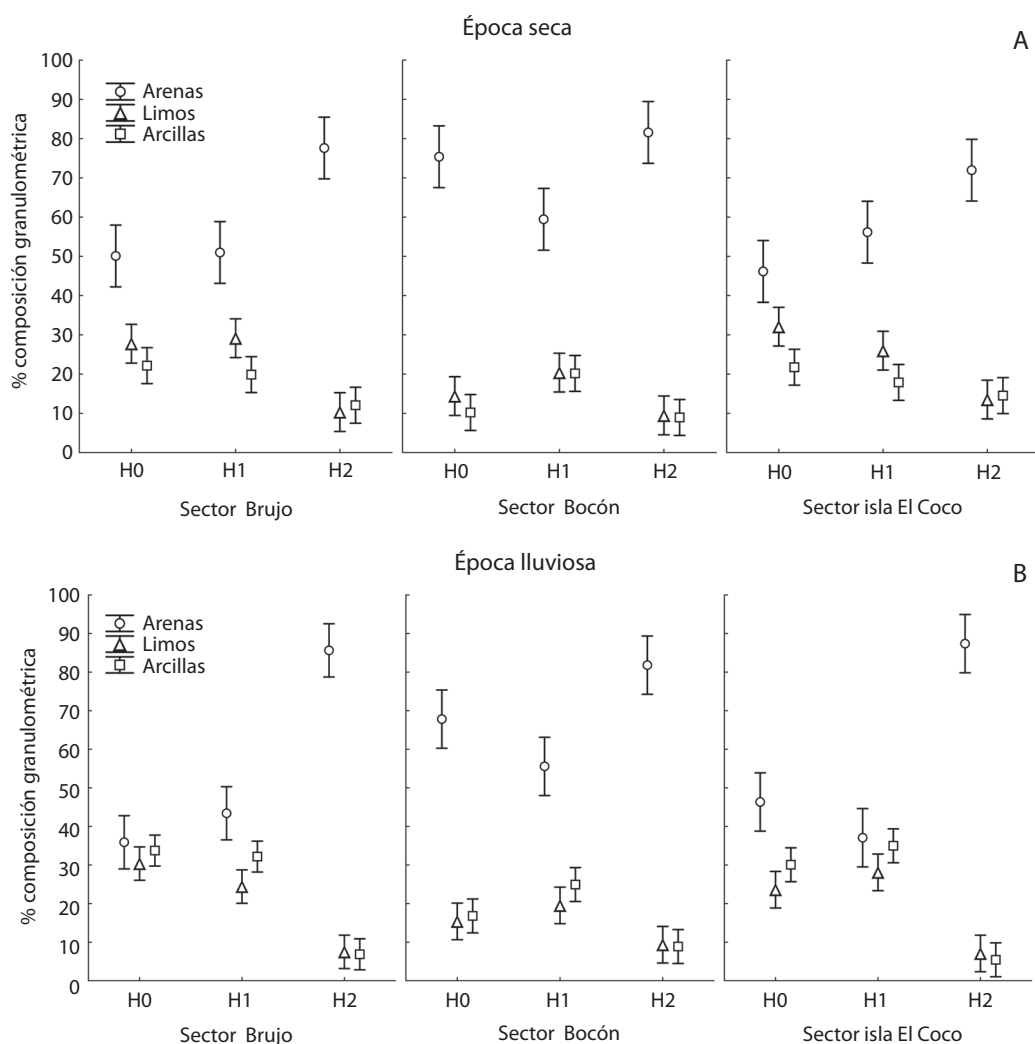 Época seca
A
% composición granulométrica
100
90
80
70
60
50
40
30
20
10
0
Arenas
Limos
Arcillas
H0 H1 H2 H0 H1 H2 H0 H1 H2
Sector Brujo Sector Bocón Sector isla El Coco
Época lluviosa
B
% composición granulométrica
100
90
80
70
60
50
40
30
20
10
0
Arenas
Limos
Arcillas
H0 H1 H2 H0 H1 H2 H0 H1 H2
Sector Brujo Sector Bocón Sector isla El Coco